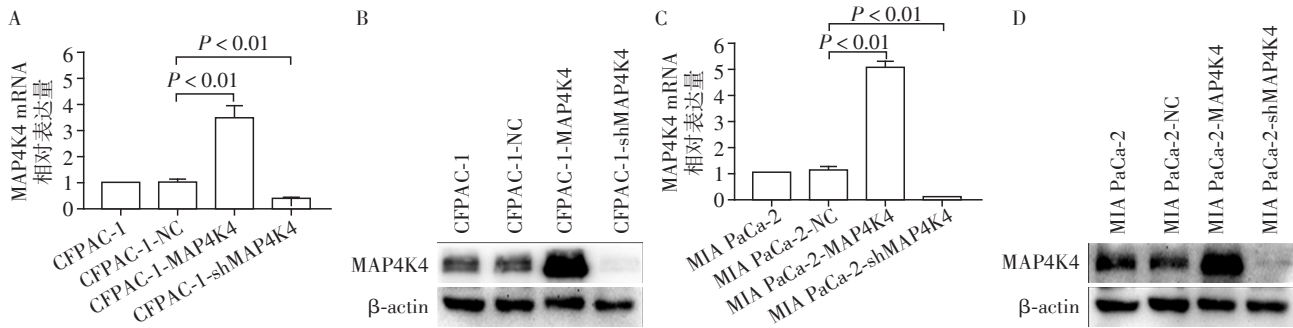 A
P < 0.01
P < 0.01
MAP4K4 mRNA
相对表达量
6
5
4
3
2
1
0
CFPAC-1
CFPAC-1-NC
CFPAC-1-MAP4K4
CFPAC-1-shMAP4K4
B
CFPAC-1
CFPAC-1-NC
CFPAC-1-MAP4K4
CFPAC-1-shMAP4K4
MAP4K4
β-actin
C
P < 0.01
P < 0.01
MAP4K4 mRNA
相对表达量
6
5
4
3
2
1
0
MIA PaCa-2
MIA PaCa-2-NC
MIA PaCa-2-MAP4K4
MIA PaCa-2-shMAP4K4
D
MIA PaCa-2
MIA PaCa-2-NC
MIA PaCa-2-MAP4K4
MIA PaCa-2-shMAP4K4
MAP4K4
β-actin